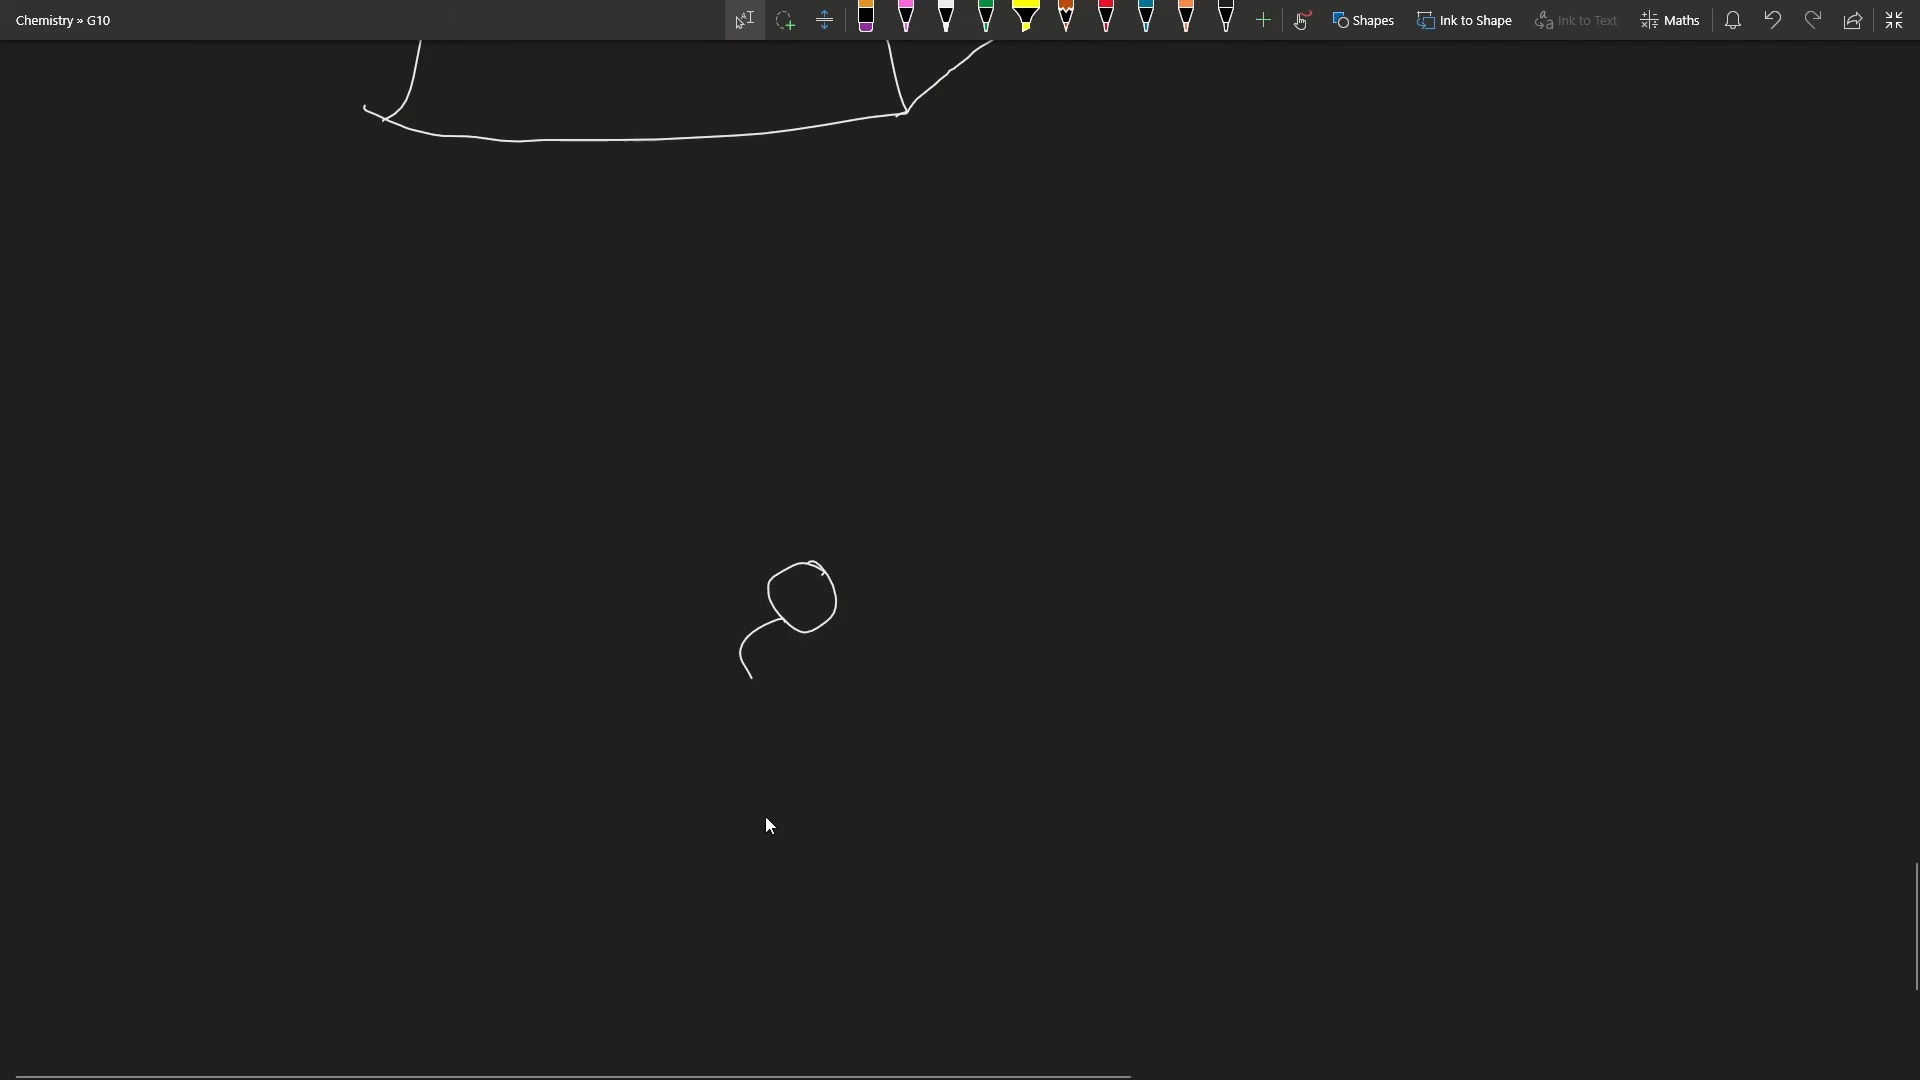 Chemistry » G10
Shapes
Ink to Shape
Ink to Text
Maths